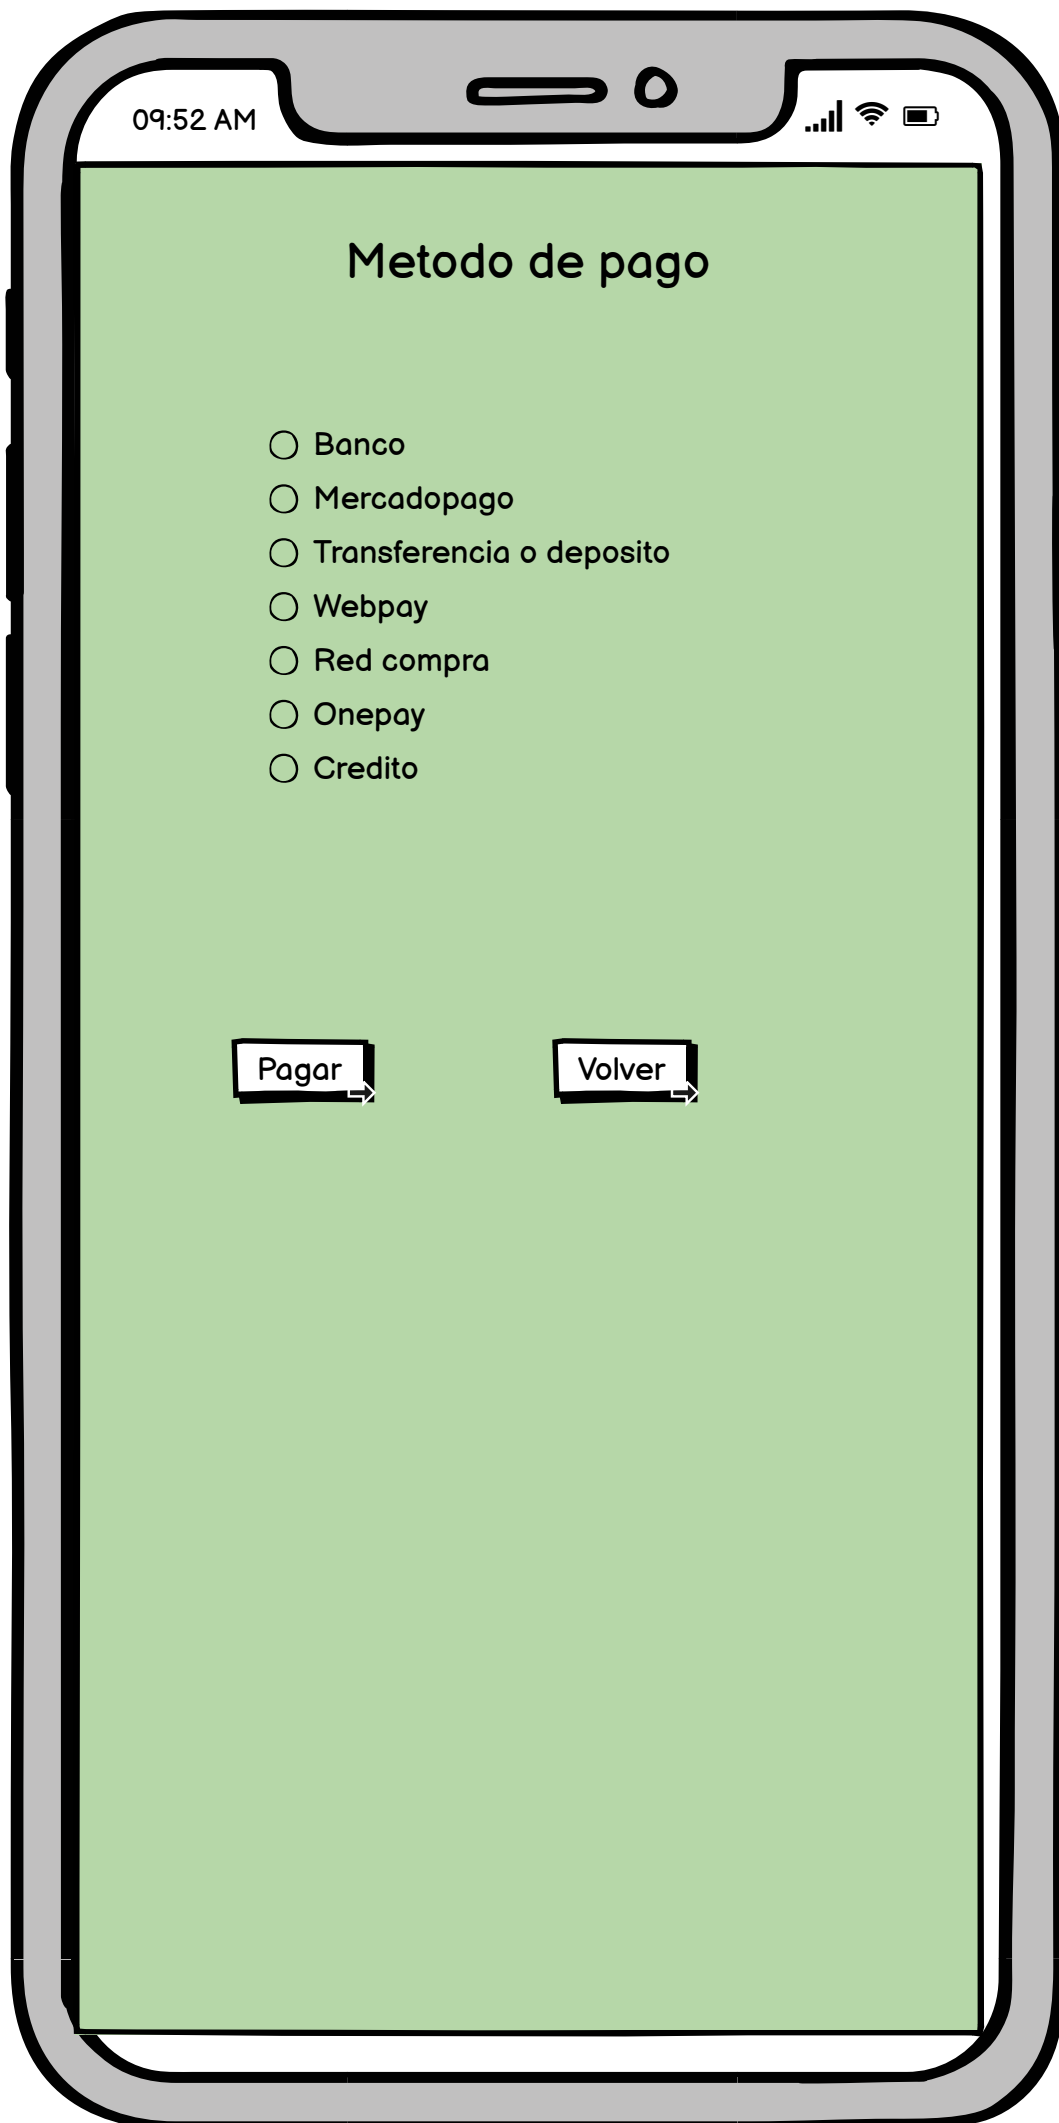 09:52 AM
Metodo de pago
Banco
Mercadopago
Transferencia o deposito
Webpay
Red compra
Onepay
Credito
Pagar
Volver